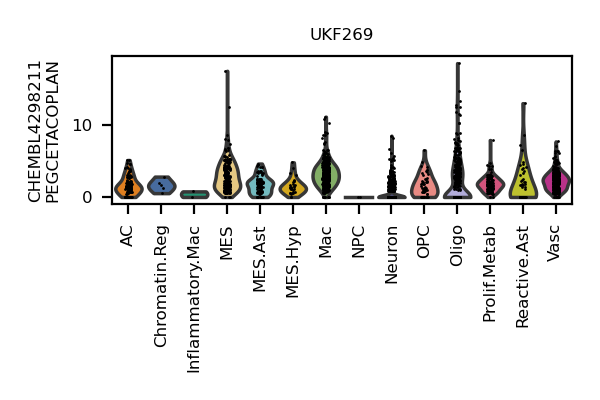 UKF269
CHEMBL4298211
PEGCETACOPLAN
10
0
AC
Chromatin.Reg
Inflammatory.Mac
MES
MES.Ast
MES.Hyp
Mac
NPC
Neuron
OPC
Oligo
Prolif.Metab
Reactive.Ast
Vasc